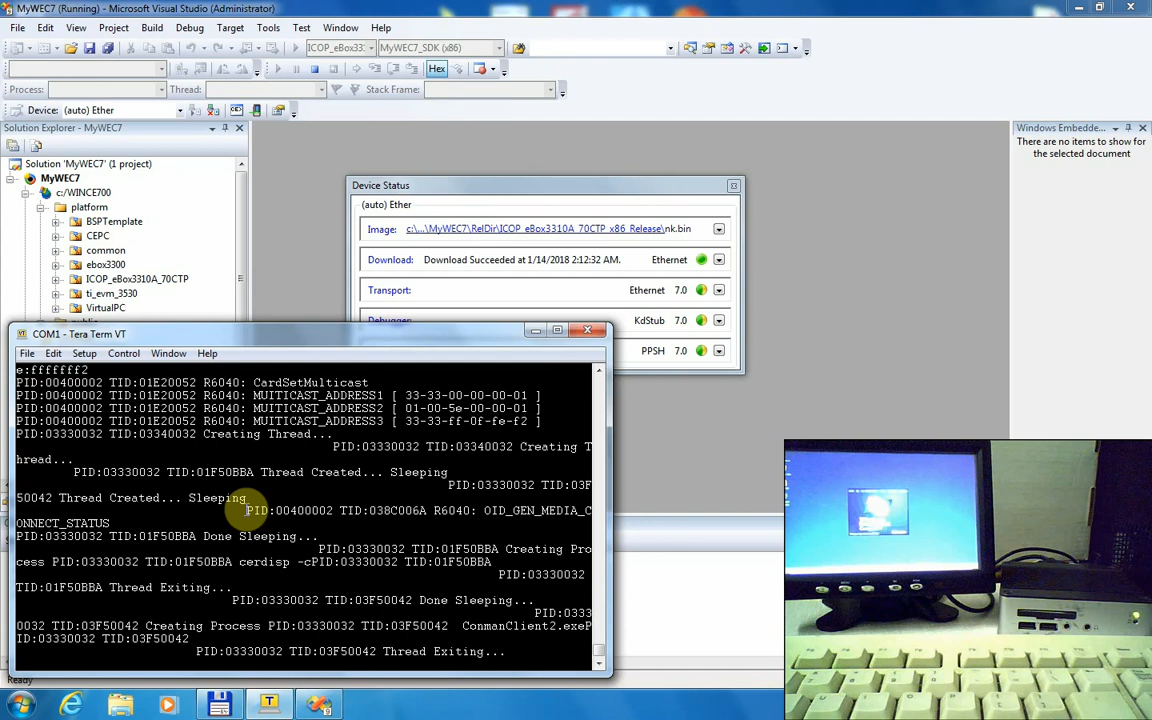 MyWEC7 (Running) - Microsoft Visual Studio (Administrator)
File Edit View Project Build Debug Target Tools Test Window Help
ICOP_eBox33: MyWEC7_SDK (x86)
Hex
Process: Thread: Stack Frame:
Device: (auto) Ether
Solution Explorer - MyWEC7
Solution 'MyWEC7' (1 project)
MyWEC7
c:/WINCE700
platform
BSPTemplate
CEPC
common
ebox3300
ICOP_eBox3310A_70CTP
ti_evm_3530
VirtualPC
Windows Embedde...
There are no items to show for
the selected document
Device Status
(auto) Ether
Image: c:\...\MyWEC7\RelDir\ICOP_eBox3310A_70CTP_x86_Release\nk.bin
Download: Download Succeeded at 1/14/2018 2:12:32 AM. Ethernet
Transport: Ethernet 7.0
Debugger: KdStub 7.0
PPSH 7.0
COM1 - Tera Term VT
File Edit Setup Control Window Help
e:fffffff2
PID:00400002 TID:01E20052 R6040: CardSetMulticast
PID:00400002 TID:01E20052 R6040: MUITICAST_ADDRESS1 [ 33-33-00-00-00-01 ]
PID:00400002 TID:01E20052 R6040: MUITICAST_ADDRESS2 [ 01-00-5e-00-00-01 ]
PID:00400002 TID:01E20052 R6040: MUITICAST_ADDRESS3 [ 33-33-ff-0f-fe-f2 ]
PID:03330032 TID:03340032 Creating Thread...
PID:03330032 TID:03340032 Creating T
hread...
PID:03330032 TID:01F50BBA Thread Created... Sleeping
PID:03330032 TID:03F
50042 Thread Created... Sleeping
PID:00400002 TID:038C006A R6040: OID_GEN_MEDIA_C
ONNECT_STATUS
PID:03330032 TID:01F50BBA Done Sleeping...
PID:03330032 TID:01F50BBA Creating Pro
cess PID:03330032 TID:01F50BBA cerdisp -cPID:03330032 TID:01F50BBA
PID:03330032
TID:01F50BBA Thread Exiting...
PID:03330032 TID:03F50042 Done Sleeping...
PID:0333
0032 TID:03F50042 Creating Process PID:03330032 TID:03F50042 ConmanClient2.exeP
ID:03330032 TID:03F50042
PID:03330032 TID:03F50042 Thread Exiting...
Ready